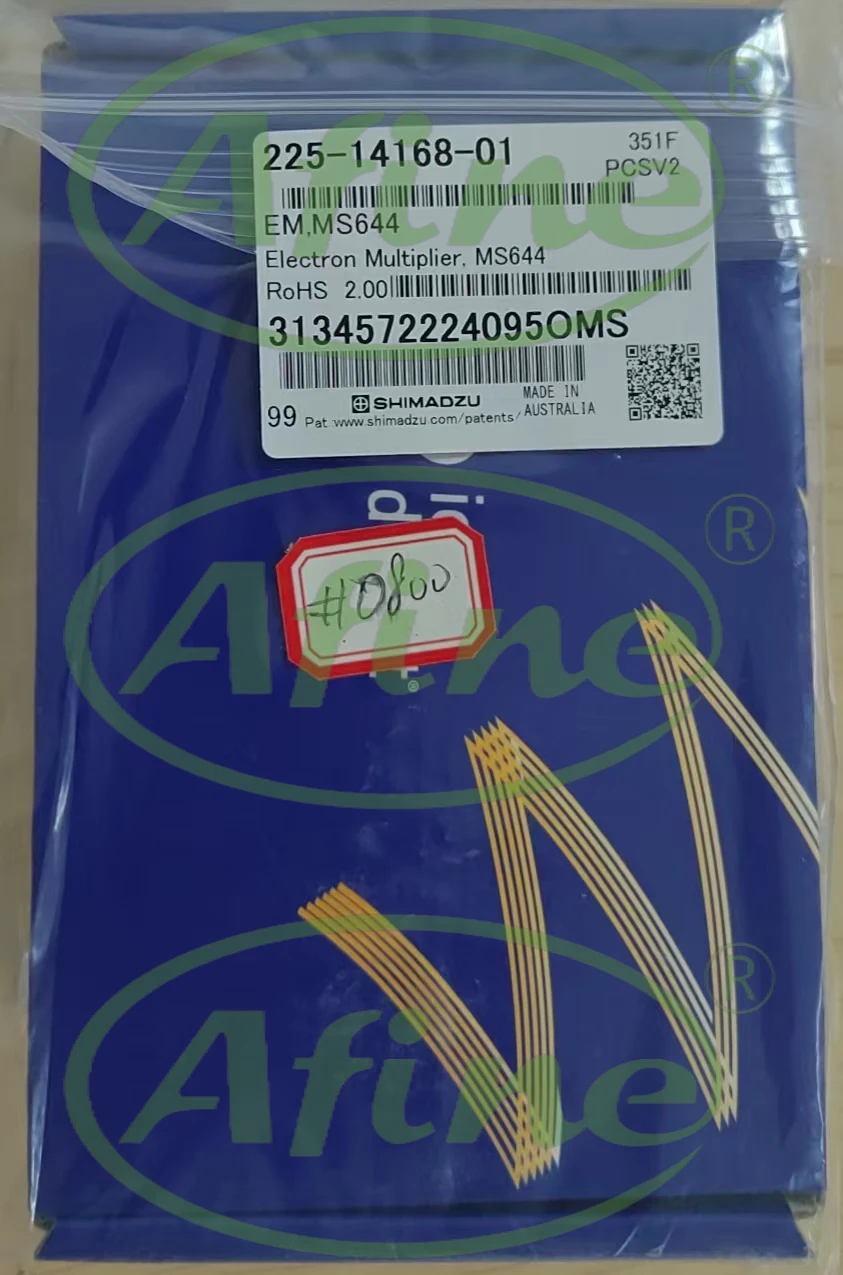 225-14168-01
351F
PCSV2
EM,MS644
Electron Multiplier, MS644
RoHS 2.00
31345722240950MS
SHIMADZU
MADE IN
AUSTRALIA
99
Pat :www.shimadzu.com/patents/
#0800
Afine ®
Afine ®
Afine ®